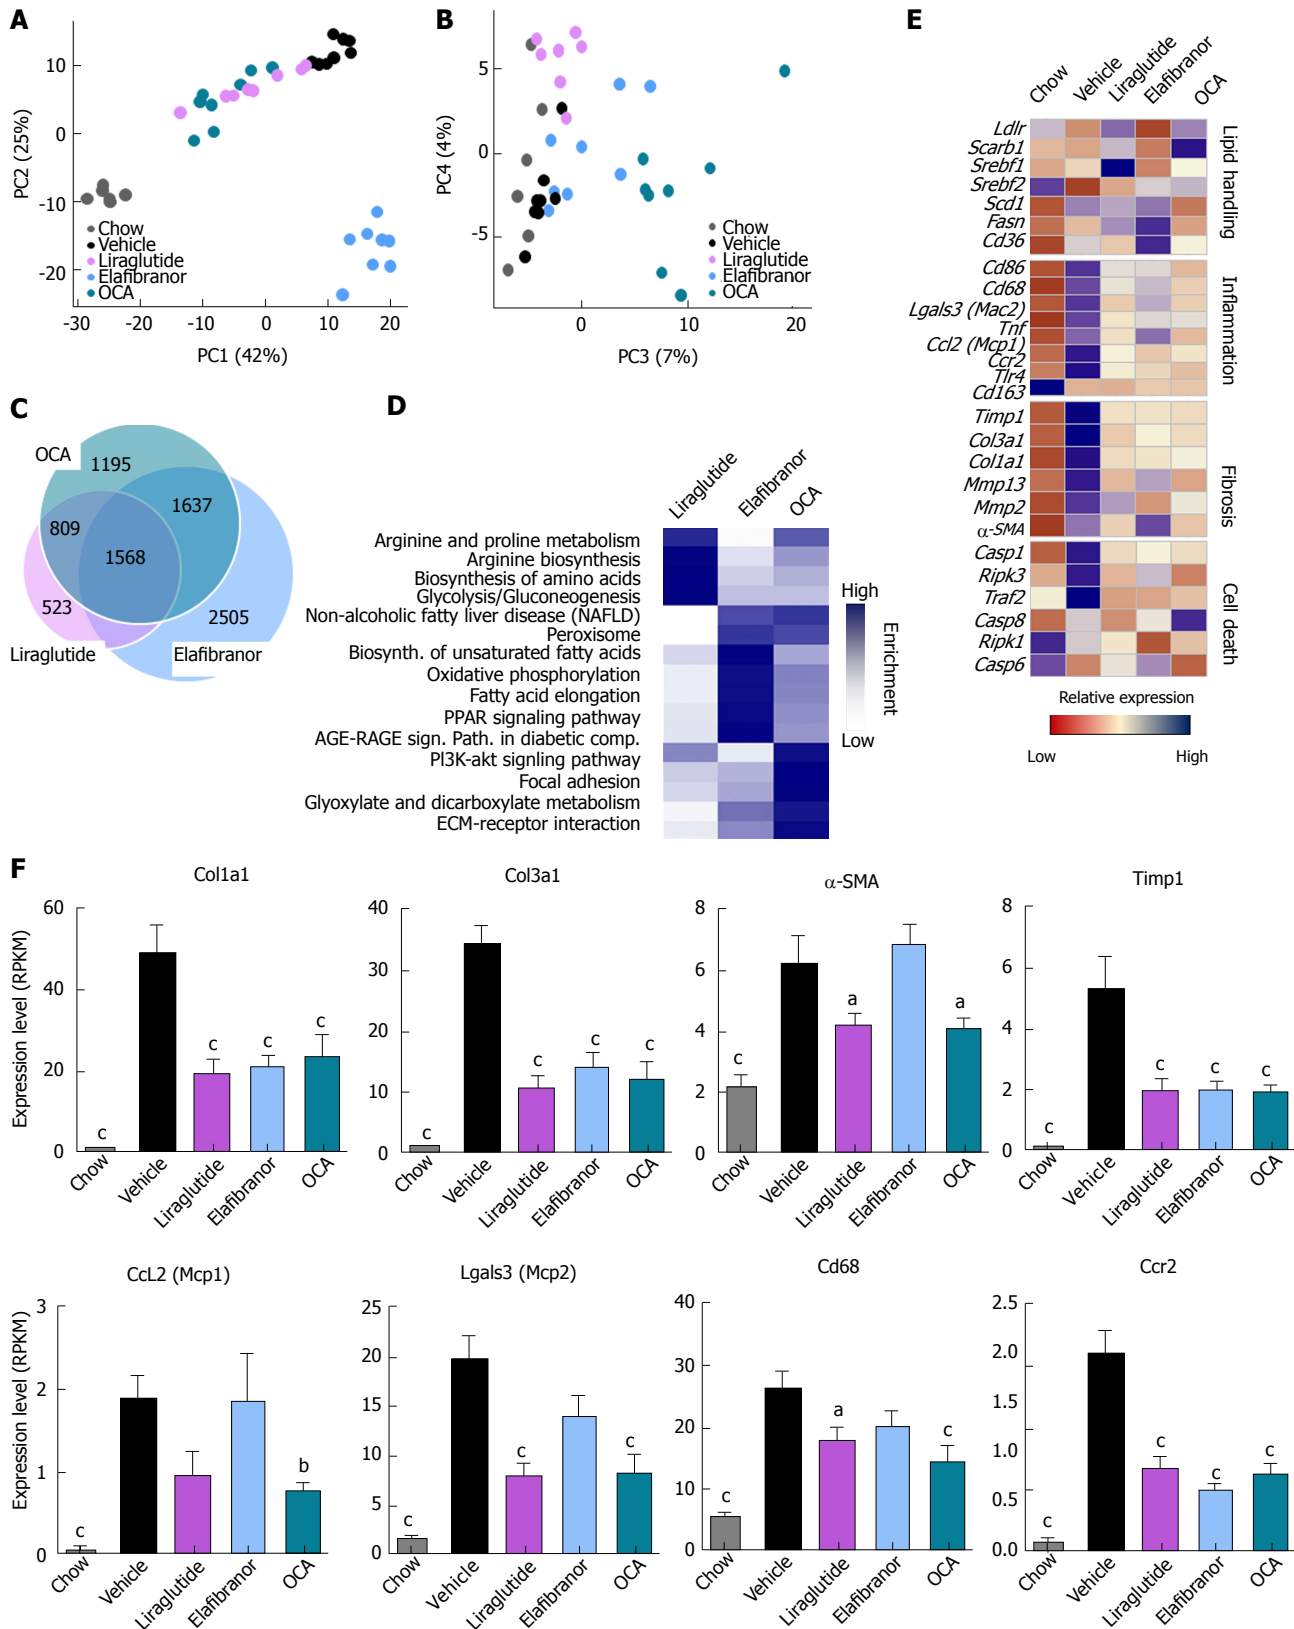 A
PC2 (25%)
10
0
-10
-20
Chow
Vehicle
Liraglutide
Elafibranor
OCA
-30
-20
-10
0
10
20
PC1 (42%)
B
PC4 (4%)
5
0
-5
Chow
Vehicle
Liraglutide
Elafibranor
OCA
0
10
20
PC3 (7%)
C
OCA
1195
1637
809
1568
523
2505
Liraglutide
Elafibranor
D
Liraglutide
Elafibranor
OCA
Arginine and proline metabolism
Arginine biosynthesis
Biosynthesis of amino acids
Glycolysis/Gluconeogenesis
Non-alcoholic fatty liver disease (NAFLD)
Peroxisome
Biosynth. of unsaturated fatty acids
Oxidative phosphorylation
Fatty acid elongation
PPAR signaling pathway
AGE-RAGE sign. Path. in diabetic comp.
PI3K-akt signling pathway
Focal adhesion
Glyoxylate and dicarboxylate metabolism
ECM-receptor interaction
High
Enrichment
Low
E
Chow
Vehicle
Liraglutide
Elafibranor
OCA
Ldlr
Scarb1
Srebf1
Srebf2
Scd1
Fasn
Cd36
Lipid handling
Cd86
Cd68
Lgals3 (Mac2)
Tnf
Ccl2 (Mcp1)
Ccr2
Tlr4
Cd163
Inflammation
Timp1
Col3a1
Col1a1
Mmp13
Mmp2
α-SMA
Fibrosis
Casp1
Ripk3
Traf2
Casp8
Ripk1
Casp6
Cell death
Relative expression
Low
High
F
Col1a1
Expression level (RPKM)
60
40
20
0
c
c
c
c
Chow
Vehicle
Liraglutide
Elafibranor
OCA
Col3a1
40
30
20
10
0
c
c
c
c
Chow
Vehicle
Liraglutide
Elafibranor
OCA
α-SMA
8
6
4
2
0
c
a
a
Chow
Vehicle
Liraglutide
Elafibranor
OCA
Timp1
8
6
4
2
0
c
c
c
c
Chow
Vehicle
Liraglutide
Elafibranor
OCA
CcL2 (Mcp1)
Expression level (RPKM)
3
2
1
0
c
b
Chow
Vehicle
Liraglutide
Elafibranor
OCA
Lgals3 (Mcp2)
25
20
15
10
5
0
c
c
c
Chow
Vehicle
Liraglutide
Elafibranor
OCA
Cd68
40
30
20
10
0
c
a
c
Chow
Vehicle
Liraglutide
Elafibranor
OCA
Ccr2
2.5
2.0
1.0
0.5
0.0
c
c
c
c
Chow
Vehicle
Liraglutide
Elafibranor
OCA